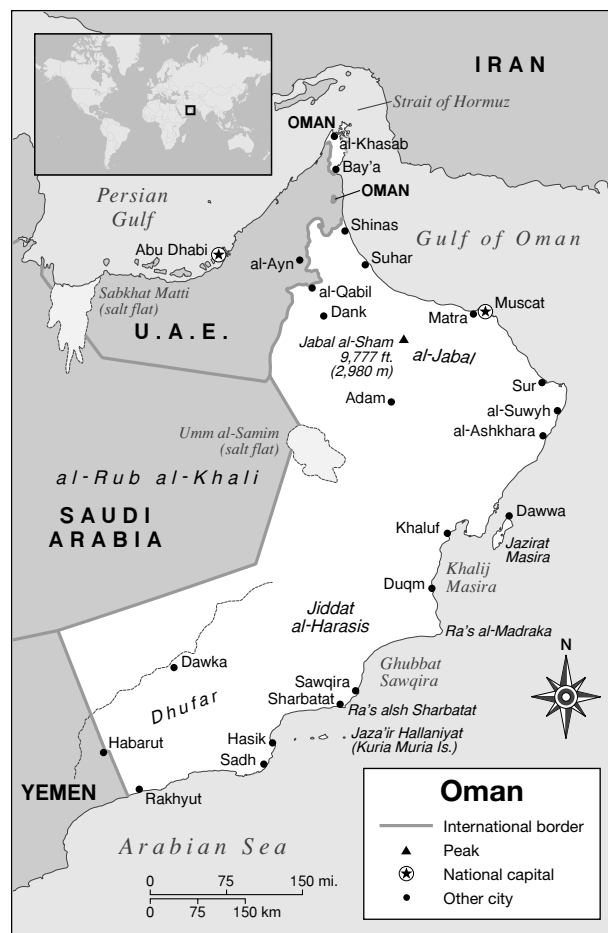 IRAN
Strait of Hormuz
OMAN
al-Khasab
Bay'a
OMAN
Persian
Gulf
Shinas
Gulf of Oman
Abu Dhabi
al-Ayn
Suhar
Sabkhat Matti
(salt flat)
al-Qabil
Muscat
Dank
Matra
U.A.E.
Jabal al-Sham
9,777 ft.
(2,980 m)
al-Jabal
Sur
Adam
al-Suwyh
Umm al-Samim
(salt flat)
al-Ashkhara
al-Rub al-Khali
SAUDI
ARABIA
Dawwa
Khaluf
Jazirat
Masira
Khalij
Masira
Duqm
Jiddat
al-Harasis
Ra's al-Madraka
N
Dawka
Ghubbat
Sawqira
Sawqira
Sharbatat
Ra's alsh Sharbatat
Dhufar
Habarut
Hasik
Jaza'ir Hallaniyat
(Kuria Muria Is.)
Sadh
YEMEN
Rakhyut
Arabian Sea
0 75 150 mi.
0 75 150 km
Oman
International border
Peak
National capital
Other city